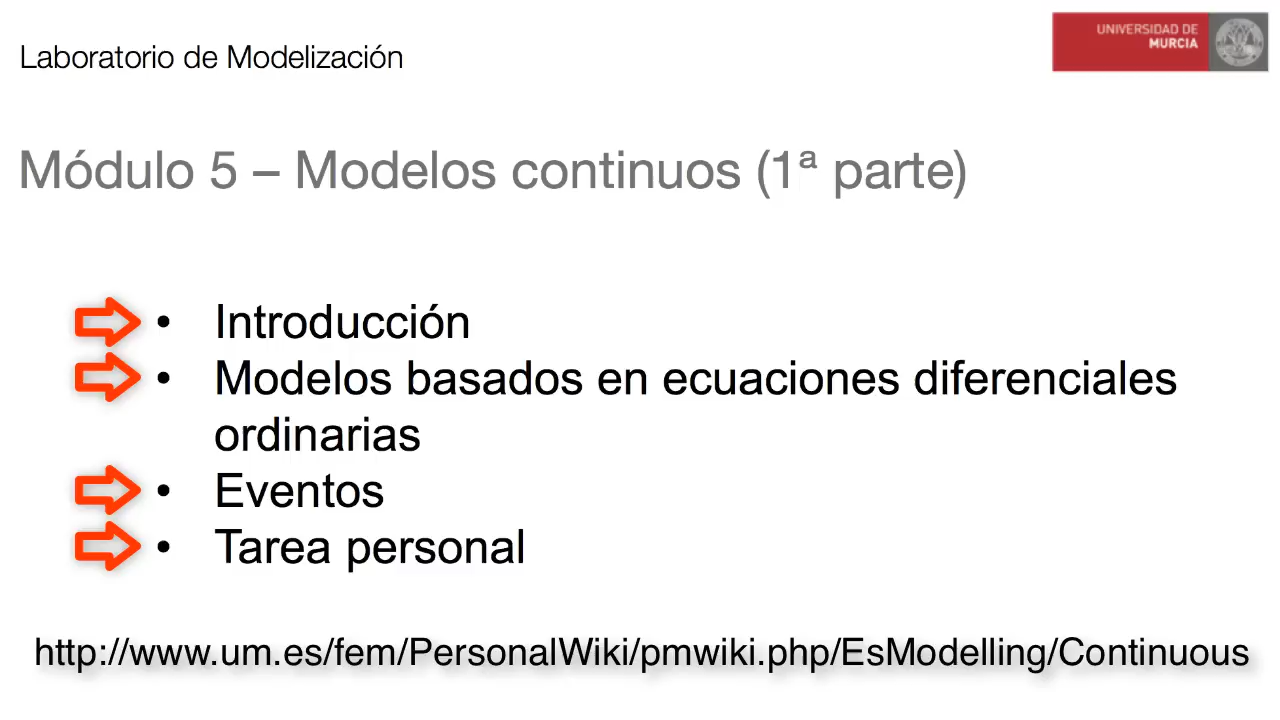 Laboratorio de Modelización
UNIVERSIDAD DE
MURCIA
Módulo 5 – Modelos continuos (1ª parte)
• Introducción
• Modelos basados en ecuaciones diferenciales
ordinarias
• Eventos
• Tarea personal
http://www.um.es/fem/PersonalWiki/pmwiki.php/EsModelling/Continuous